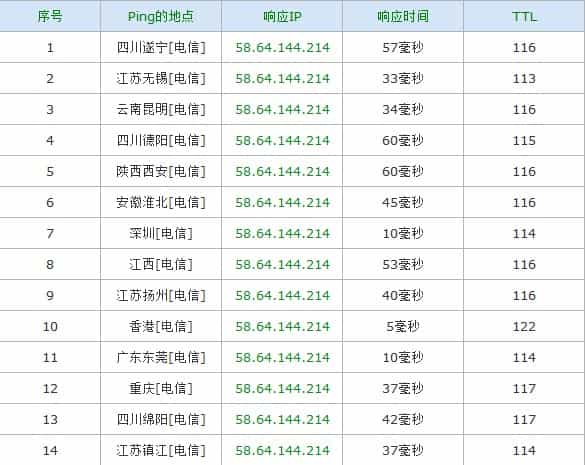 序号 Ping的地点 响应IP 响应时间 TTL
1 四川遂宁[电信] 58.64.144.214 57毫秒 116
2 江苏无锡[电信] 58.64.144.214 33毫秒 113
3 云南昆明[电信] 58.64.144.214 34毫秒 116
4 四川德阳[电信] 58.64.144.214 60毫秒 115
5 陕西西安[电信] 58.64.144.214 60毫秒 116
6 安徽淮北[电信] 58.64.144.214 45毫秒 116
7 深圳[电信] 58.64.144.214 10毫秒 114
8 江西[电信] 58.64.144.214 53毫秒 116
9 江苏扬州[电信] 58.64.144.214 40毫秒 116
10 香港[电信] 58.64.144.214 5毫秒 122
11 广东东莞[电信] 58.64.144.214 10毫秒 114
12 重庆[电信] 58.64.144.214 37毫秒 117
13 四川绵阳[电信] 58.64.144.214 42毫秒 117
14 江苏镇江[电信] 58.64.144.214 37毫秒 114